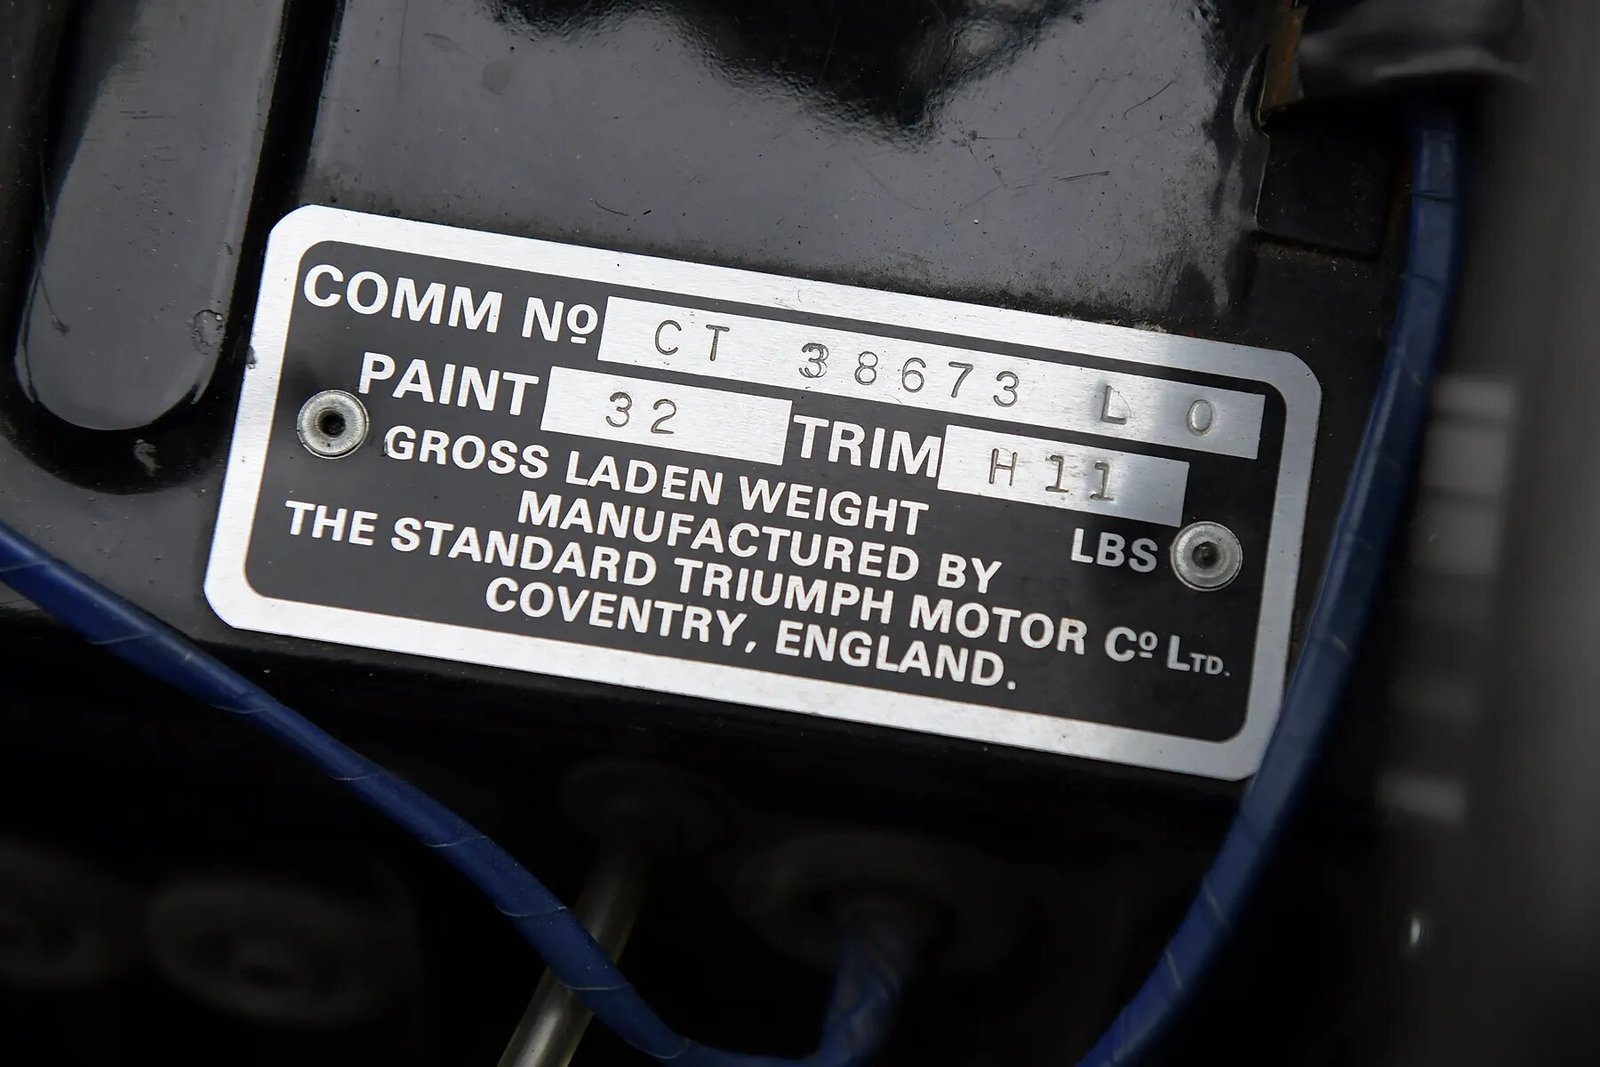 COMM Nº CT 38673 L O
PAINT 32 TRIM H11
GROSS LADEN WEIGHT LBS
MANUFACTURED BY
THE STANDARD TRIUMPH MOTOR Cº LTD.
COVENTRY, ENGLAND.